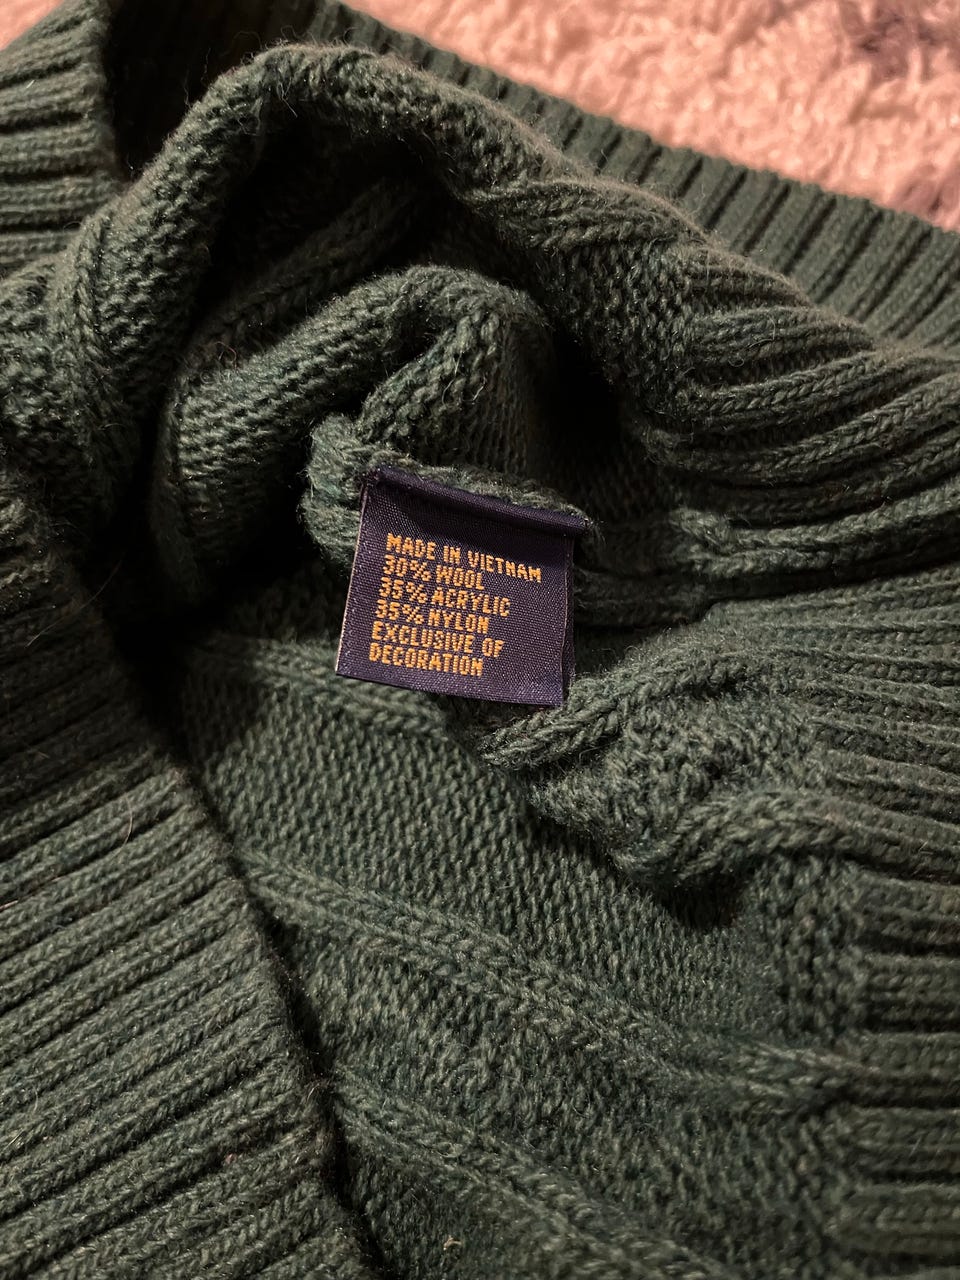 MADE IN VIETNAM
30% WOOL
35% ACRYLIC
35% NYLON
EXCLUSIVE OF
DECORATION